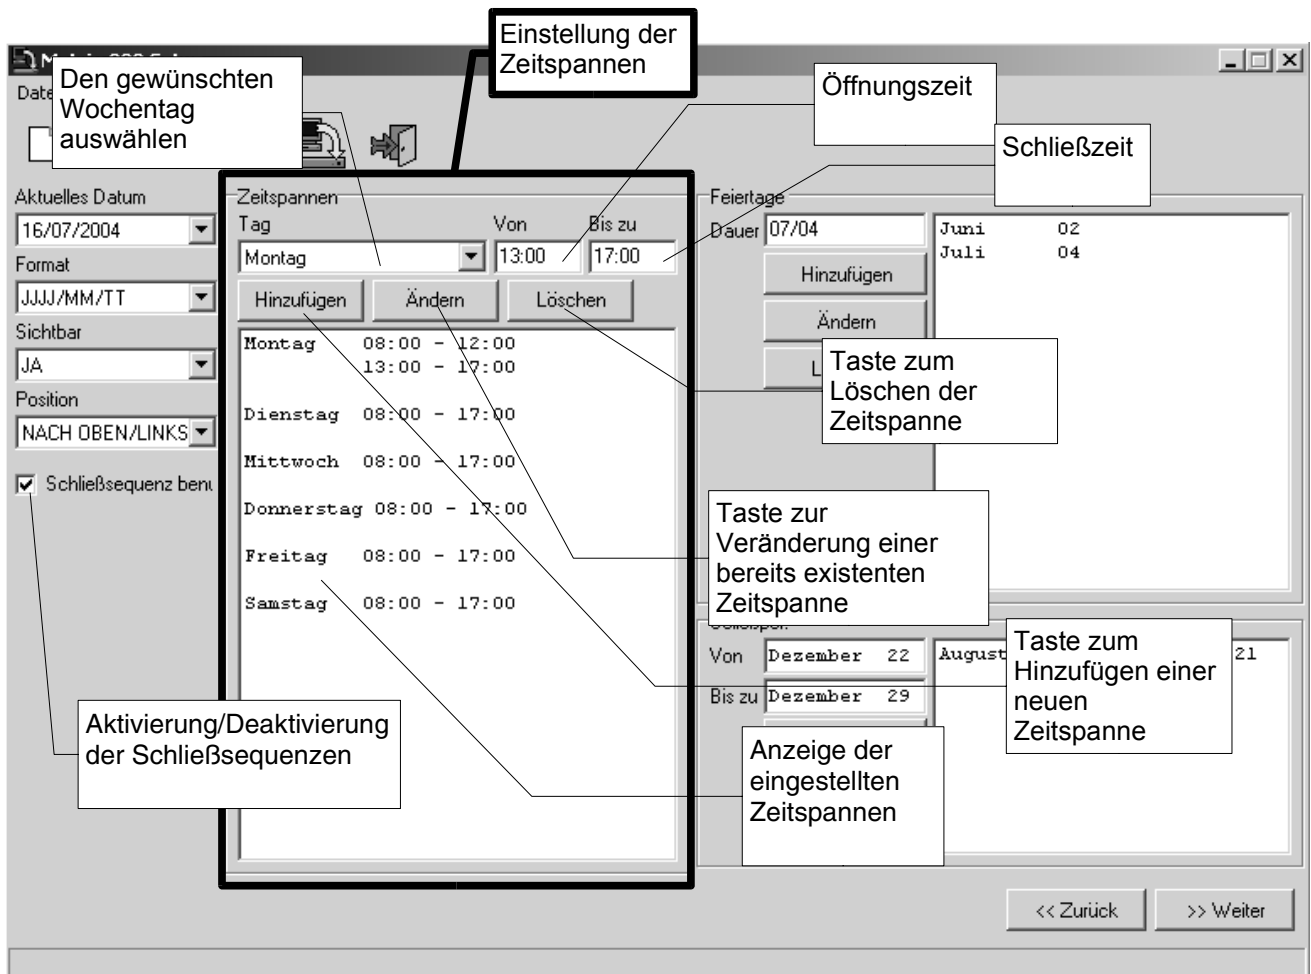 Einstellung der
Zeitspannen
Den gewünschten
Wochentag
auswählen
Öffnungszeit
Schließzeit
Aktuelles Datum
16/07/2004
Format
JJJJ/MM/TT
Sichtbar
JA
Position
NACH OBEN/LINKS
Schließsequenz
Zeitspannen
Tag
Von
Bis zu
Montag
13:00
17:00
Hinzufügen
Ändern
Löschen
Montag 08:00 - 12:00
13:00 - 17:00
Dienstag 08:00 - 17:00
Mittwoch 08:00 - 17:00
Donnerstag 08:00 - 17:00
Freitag 08:00 - 17:00
Samstag 08:00 - 17:00
Feiertage
Dauer 07/04
Hinzufügen
Ändern
Juni 02
Juli 04
Taste zum
Löschen der
Zeitspanne
Taste zur
Veränderung einer
bereits existenten
Zeitspanne
Von Dezember 22
Bis zu Dezember 29
August 21
Taste zum
Hinzufügen einer
neuen
Zeitspanne
Aktivierung/Deaktivierung
der Schließsequenzen
Anzeige der
eingestellten
Zeitspannen
<< Zurück
>> Weiter